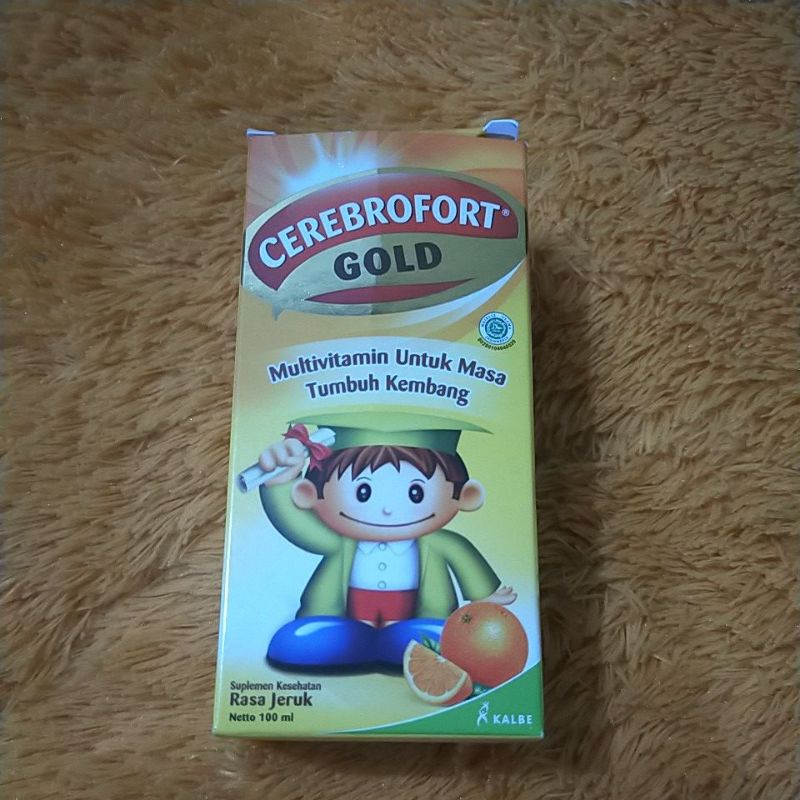 CEREBROFORT®
GOLD
Multivitamin Untuk Masa
Tumbuh Kembang
Suplemen Kesehatan
Rasa Jeruk
Netto 100 ml
KALBE